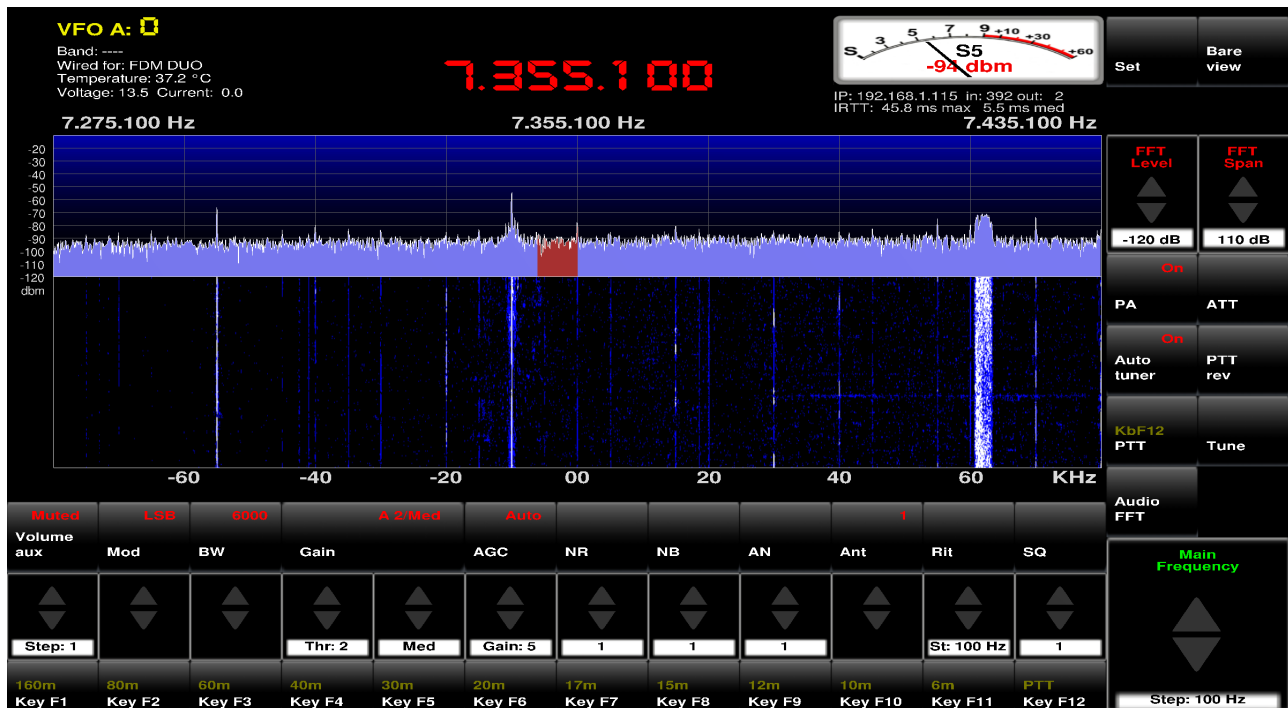 VFO A: 0
Band: ----
Wired for: FDM DUO
Temperature: 37.2 °C
Voltage: 13.5 Current: 0.0
7.355.100
S 3 5 7 9 +10 +30 +60
S5
-94 dbm
IP: 192.168.1.115 in: 392 out: 2
IRTT: 45.8 ms max 5.5 ms med
Set
Bare
view
7.275.100 Hz 7.355.100 Hz 7.435.100 Hz
-20
-30
-40
-50
-60
-70
-80
-90
-100
-110
-120
dbm
-60 -40 -20 00 20 40 60 KHz
FFT
Level
-120 dB
FFT
Span
110 dB
On
PA
ATT
On
Auto
tuner
PTT
rev
KbF12
PTT
Tune
Audio
FFT
Muted LSB 6000 A 2/Med Auto 1
Volume
aux Mod BW Gain AGC NR NB AN Ant Rit SQ
Step: 1 Thr: 2 Med Gain: 5 1 1 1 St: 100 Hz 1
160m 80m 60m 40m 30m 20m 17m 15m 12m 10m 6m PTT
Key F1 Key F2 Key F3 Key F4 Key F5 Key F6 Key F7 Key F8 Key F9 Key F10 Key F11 Key F12
Main
Frequency
Step: 100 Hz